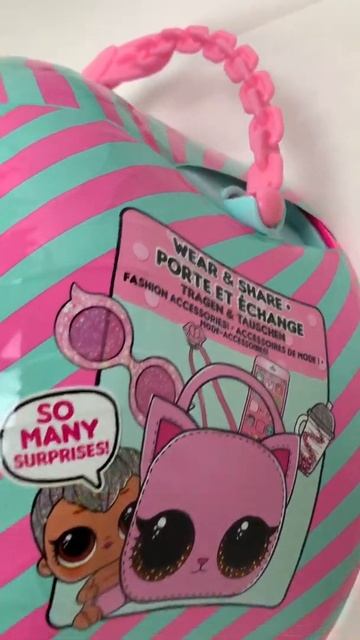 WEAR & SHARE •
PORTE ET ÉCHANGE
TRAGEN & TAUSCHEN
FASHION ACCESSORIES! • ACCESSOIRES DE MODE! •
MODE-ACCESSOIRES!
SO
MANY
SURPRISES!